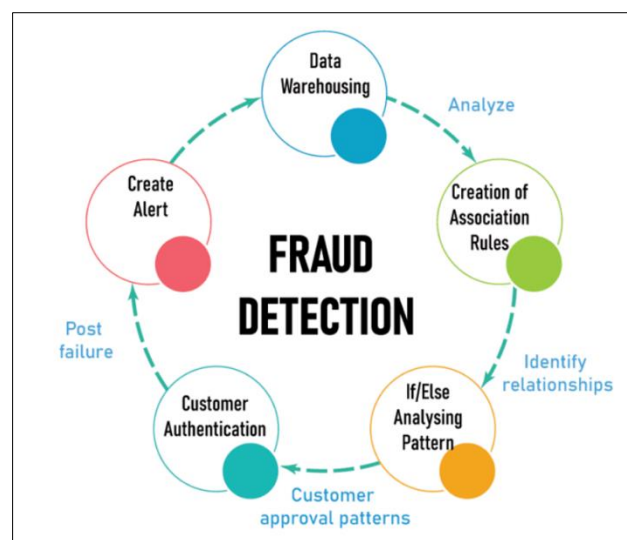 Data
Warehousing
Analyze
Creation of
Association
Rules
Identify
relationships
If/Else
Analysing
Pattern
Customer
approval patterns
Customer
Authentication
Post
failure
Create
Alert
FRAUD
DETECTION